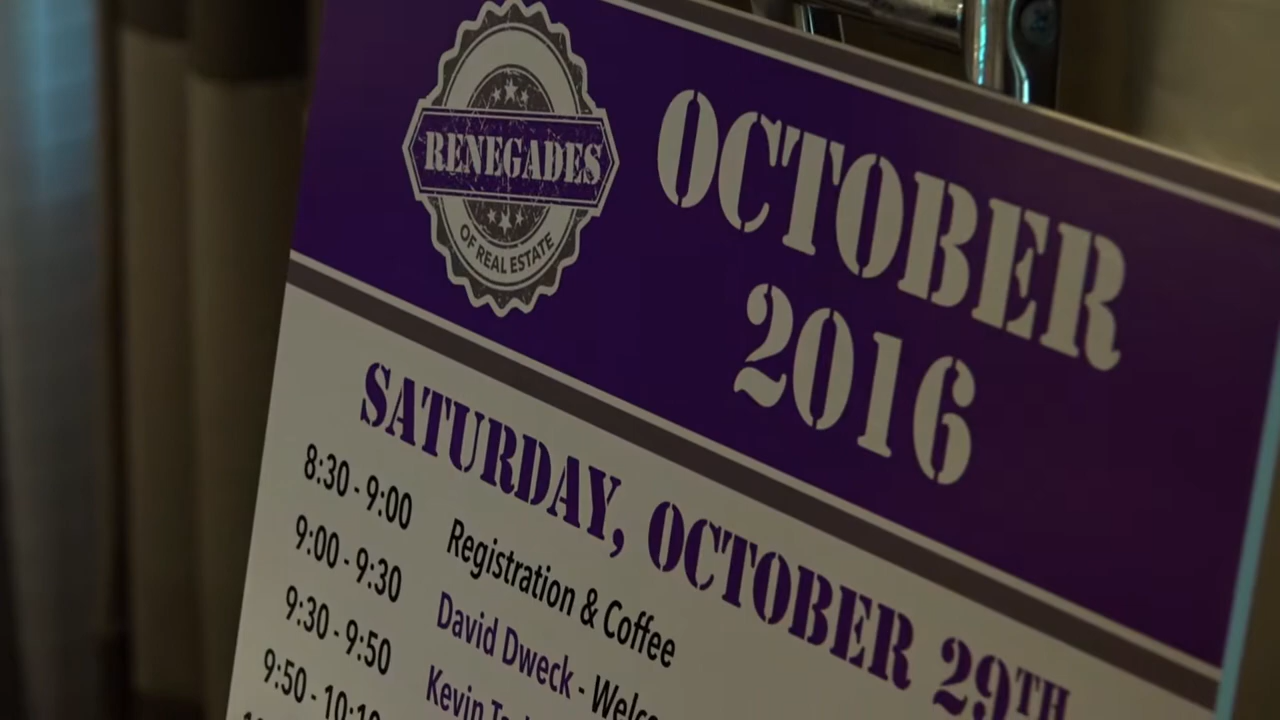 RENEGADES
OF REAL ESTATE
OCTOBER
2016
SATURDAY, OCTOBER 29TH
8:30 - 9:00 Registration & Coffee
9:00 - 9:30 David Dweck -
9:30 - 9:50 Kevin
9:50 -